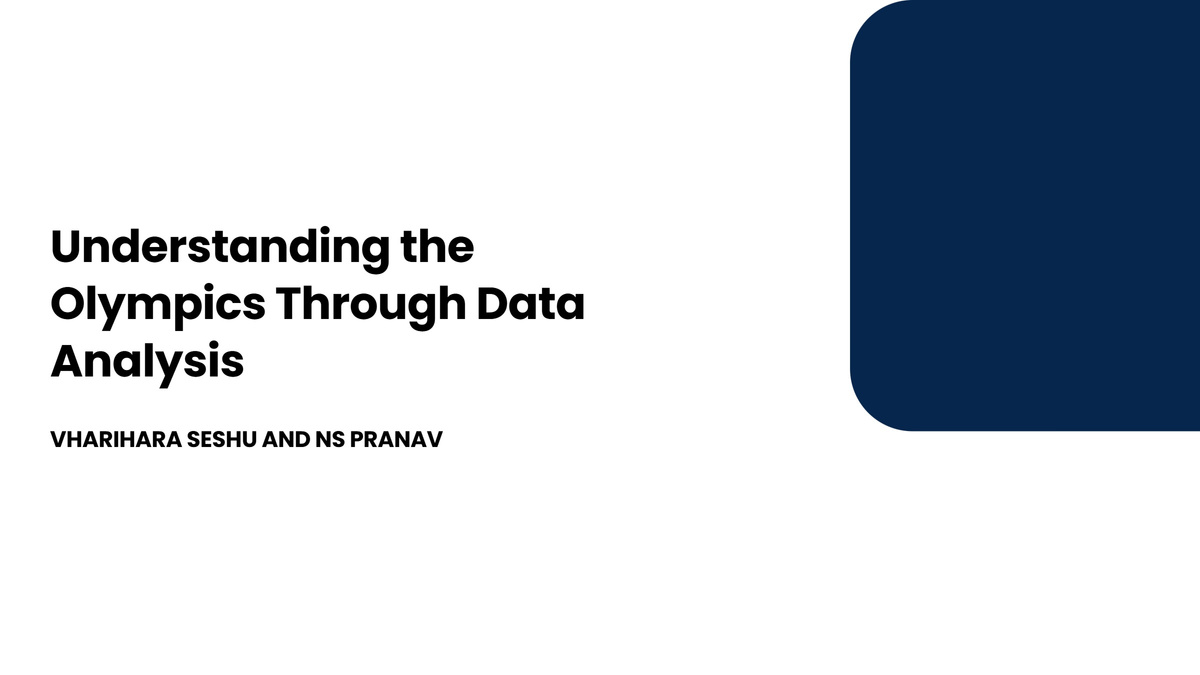 Understanding the
Olympics Through Data
Analysis
VHARIHARA SESHU AND NS PRANAV